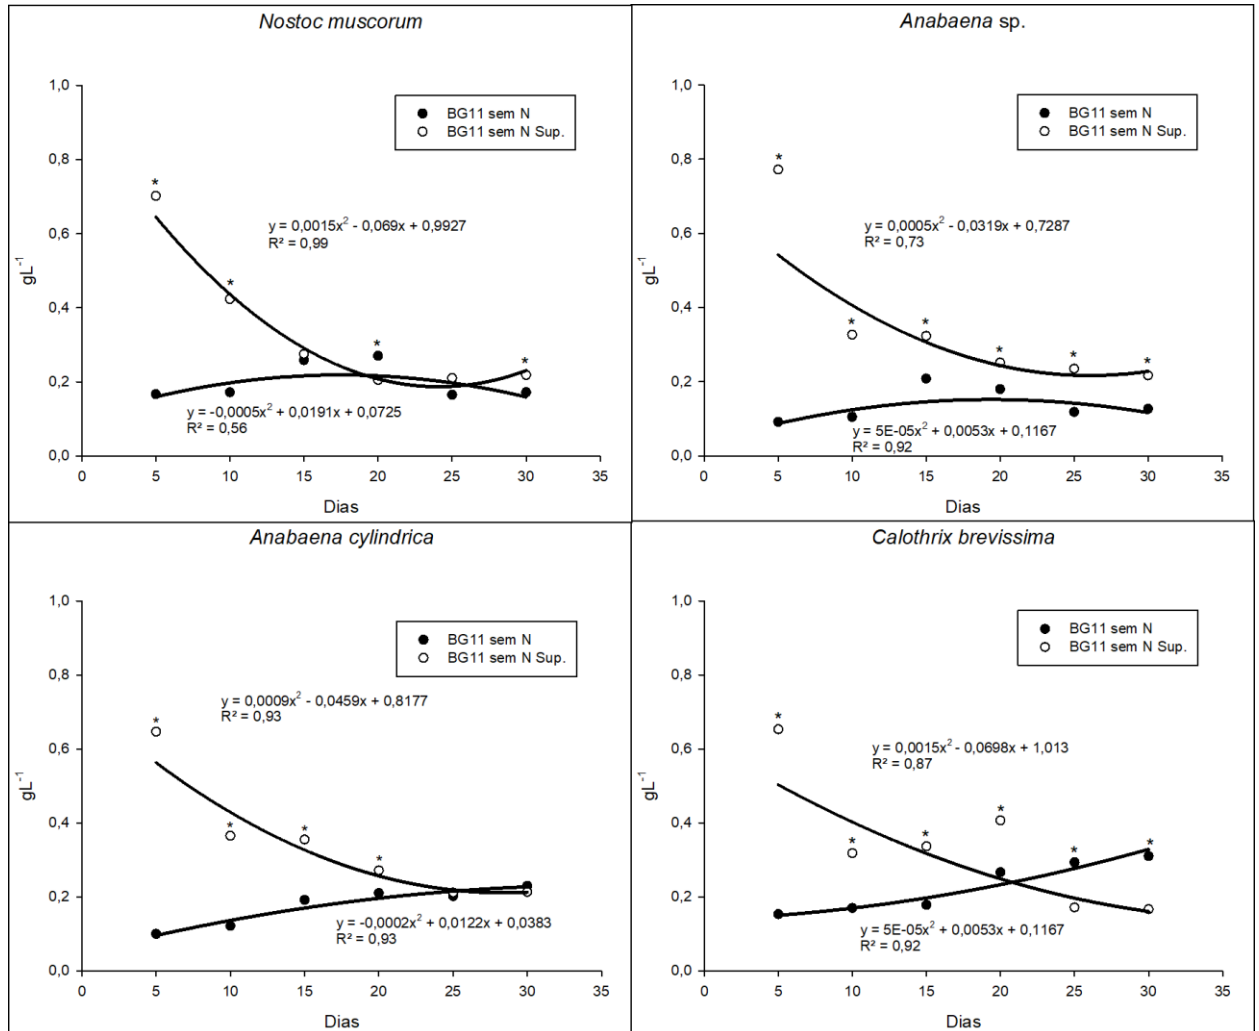 Nostoc muscorum
1,0
0,8
0,6
0,4
0,2
0,0
gL⁻¹
BG11 sem N
BG11 sem N Sup.
*
*
*
*
y = 0,0015x² - 0,069x + 0,9927
R² = 0,99
y = -0,0005x² + 0,0191x + 0,0725
R² = 0,56
0 5 10 15 20 25 30 35
Dias
Anabaena sp.
1,0
0,8
0,6
0,4
0,2
0,0
gL⁻¹
BG11 sem N
BG11 sem N Sup.
*
*
*
*
*
*
y = 0,0005x² - 0,0319x + 0,7287
R² = 0,73
y = 5E-05x² + 0,0053x + 0,1167
R² = 0,92
0 5 10 15 20 25 30 35
Dias
Anabaena cylindrica
1,0
0,8
0,6
0,4
0,2
0,0
gL⁻¹
BG11 sem N
BG11 sem N Sup.
*
*
*
*
y = 0,0009x² - 0,0459x + 0,8177
R² = 0,93
y = -0,0002x² + 0,0122x + 0,0383
R² = 0,93
0 5 10 15 20 25 30 35
Dias
Calothrix brevissima
1,0
0,8
0,6
0,4
0,2
0,0
gL⁻¹
BG11 sem N
BG11 sem N Sup.
*
*
*
*
*
*
y = 0,0015x² - 0,0698x + 1,013
R² = 0,87
y = 5E-05x² + 0,0053x + 0,1167
R² = 0,92
0 5 10 15 20 25 30 35
Dias